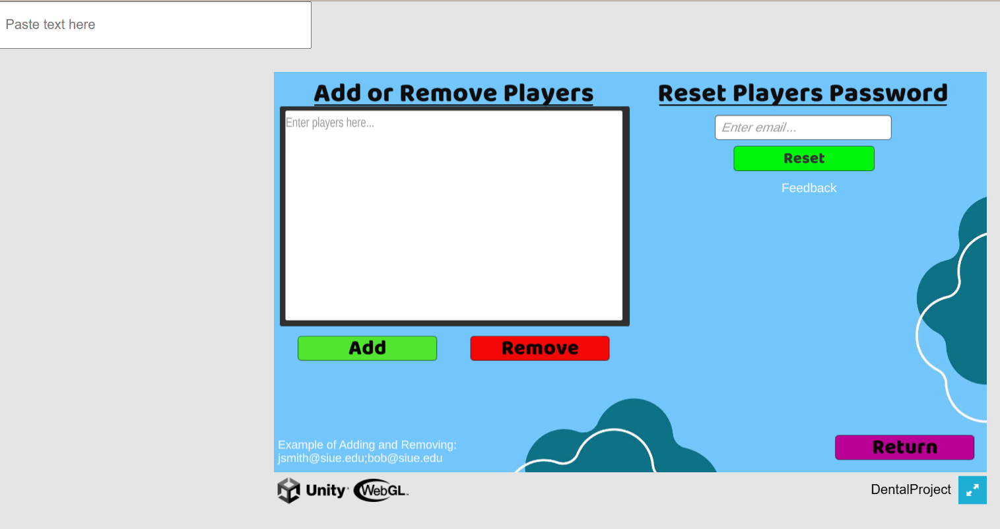 Paste text here
Add or Remove Players
Enter players here...
Add
Remove
Example of Adding and Removing:
jsmith@siue.edu;bob@siue.edu
Reset Players Password
Enter email...
Reset
Feedback
Return
Unity WebGL
DentalProject